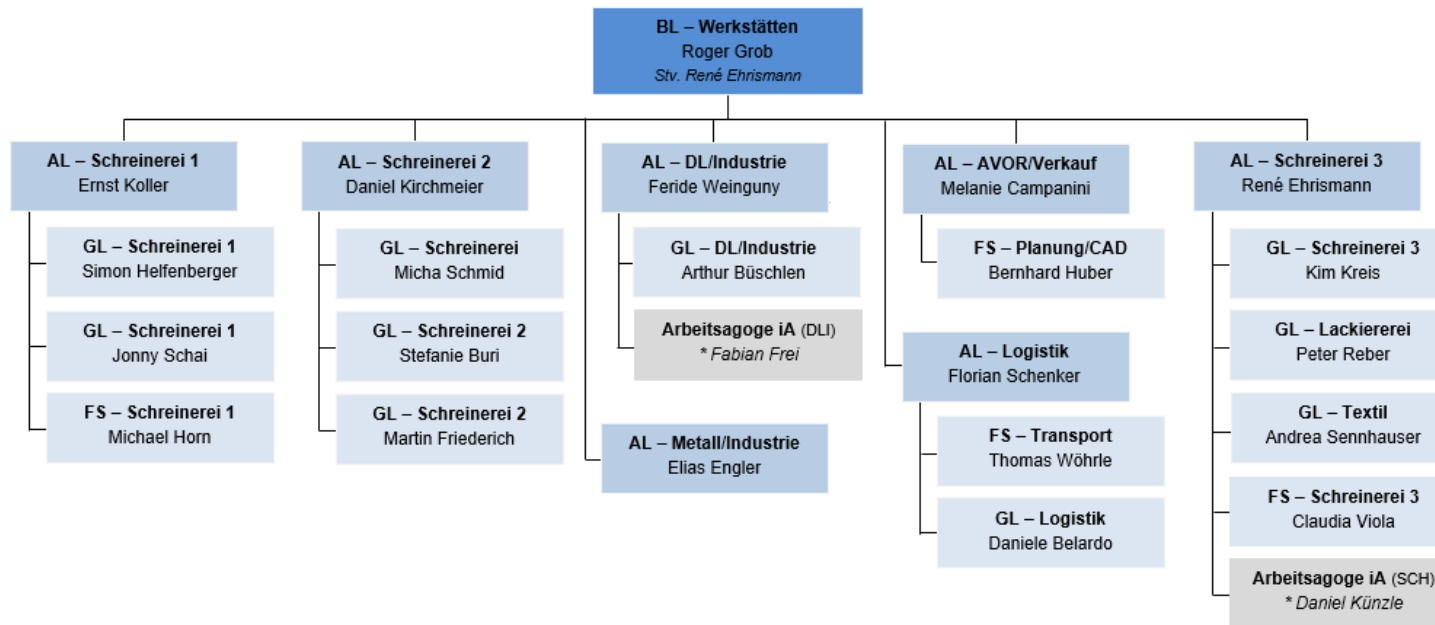 BL – Werkstätten
Roger Grob
Stv. René Ehrismann
AL – Schreinerei 1
Ernst Koller
GL – Schreinerei 1
Simon Helfenberger
GL – Schreinerei 1
Jonny Schai
FS – Schreinerei 1
Michael Horn
AL – Schreinerei 2
Daniel Kirchmeier
GL – Schreinerei
Micha Schmid
GL – Schreinerei 2
Stefanie Buri
GL – Schreinerei 2
Martin Friederich
AL – DL/Industrie
Feride Weinguny
GL – DL/Industrie
Arthur Büschlen
Arbeitsagoge iA (DLI)
* Fabian Frei
AL – Metall/Industrie
Elias Engler
AL – AVOR/Verkauf
Melanie Campanini
FS – Planung/CAD
Bernhard Huber
AL – Logistik
Florian Schenker
FS – Transport
Thomas Wöhrle
GL – Logistik
Daniele Belardo
AL – Schreinerei 3
René Ehrismann
GL – Schreinerei 3
Kim Kreis
GL – Lackiererei
Peter Reber
GL – Textil
Andrea Sennhauser
FS – Schreinerei 3
Claudia Viola
Arbeitsagoge iA (SCH)
* Daniel Künzle